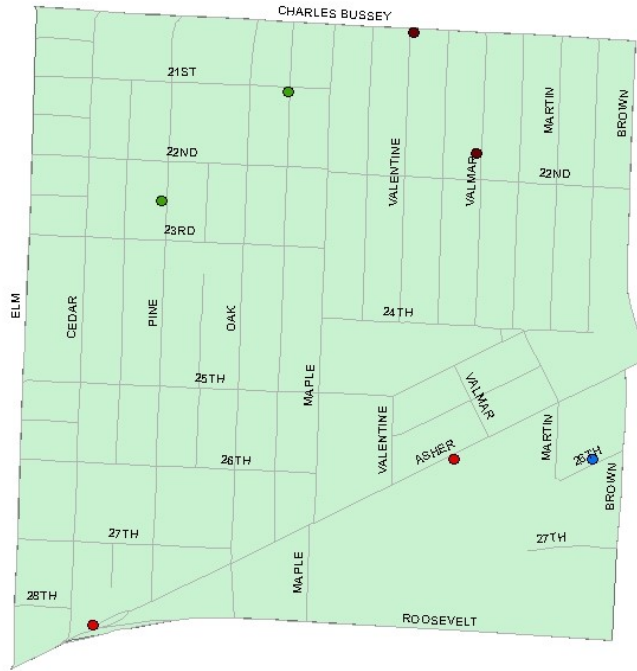 CHARLES BUSSEY
21ST
MARTIN
BROWN
22ND
VALENTINE
VALMAR
22ND
23RD
ELM
CEDAR
PINE
OAK
24TH
MAPLE
25TH
VALMAR
VALENTINE
ASHER
MARTIN
26TH
26TH
BROWN
27TH
27TH
MAPLE
28TH
ROOSEVELT